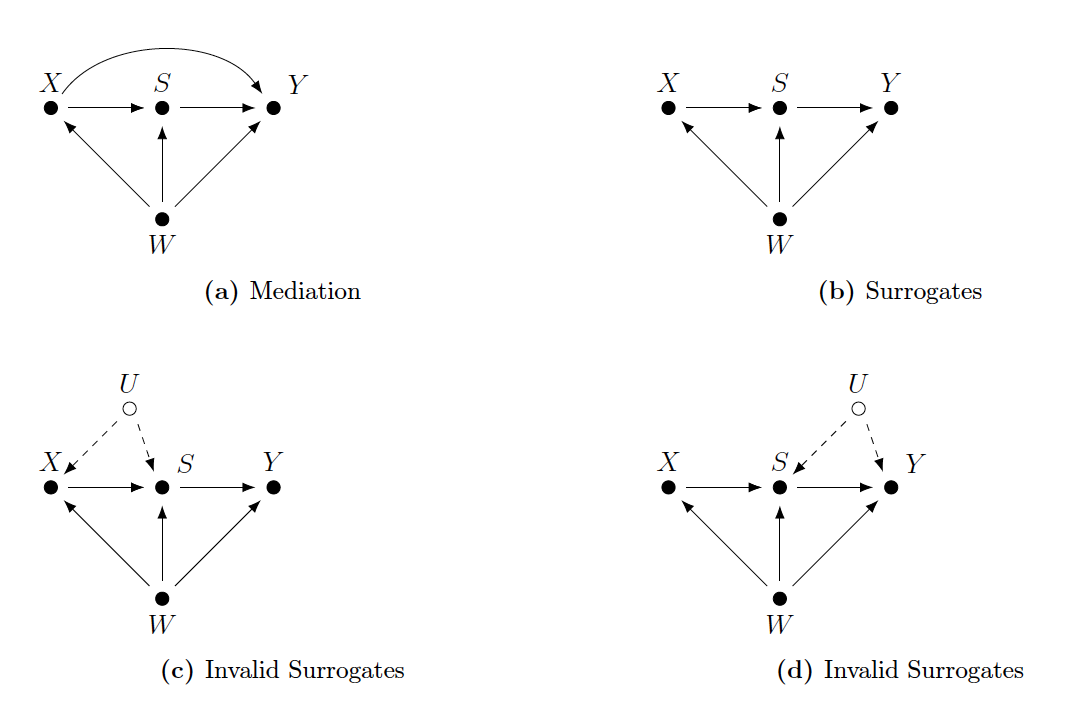 X S Y
X S Y
W
W
(a) Mediation
(b) Surrogates
U
U
X S Y
X S Y
W
W
(c) Invalid Surrogates
(d) Invalid Surrogates